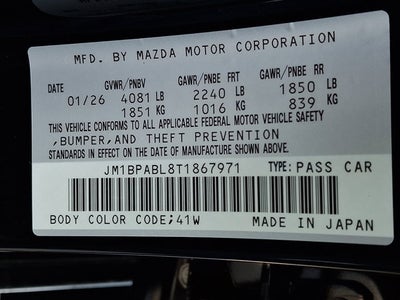 MFD. BY MAZDA MOTOR CORPORATION
DATE GVWR/PNBV GAWR/PNBE FRT GAWR/PNBE RR
01/26 4081 LB 2240 LB 1850 LB
1851 KG 1016 KG 839 KG
THIS VEHICLE CONFORMS TO ALL APPLICABLE FEDERAL MOTOR VEHICLE SAFETY
,BUMPER,AND THEFT PREVENTION
STANDARDS IN EFFECT ON THE DATE OF MANUFACTURE SHOWN ABOVE.
JM1BPABL8T1867971 TYPE: PASS CAR
BODY COLOR CODE;41W MADE IN JAPAN